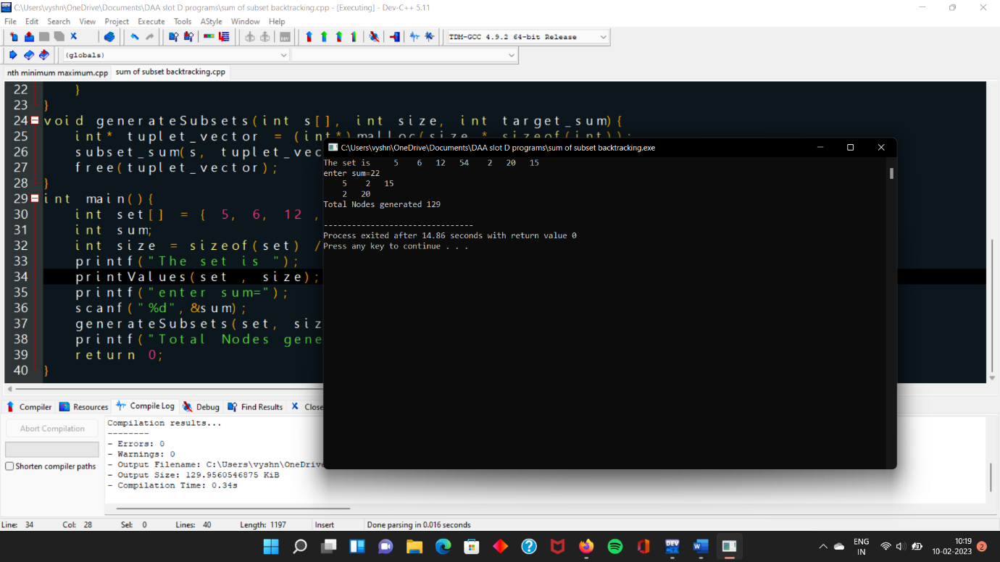 C:\Users\vyshn\OneDrive\Documents\DAA slot D programs\sum of subset backtracking.cpp - [Executing] - Dev-C++ 5.11
File Edit Search View Project Execute Tools AStyle Window Help
TDM-GCC 4.9.2 64-bit Release
(globals)
nth minimum maximum.cpp sum of subset backtracking.cpp
22 }
23 }
24 void generateSubsets(int s[], int size, int target_sum){
25 int* tuplet_vector = (int*)malloc(size * sizeof(int));
26 subset_sum(s, tuplet_vec
27 free(tuplet_vector);
28 }
29 int main(){
30 int set[] = { 5, 6, 12 ,
31 int sum;
32 int size = sizeof(set) /
33 printf("The set is ");
34 printValues(set , size);
35 printf("enter sum=");
36 scanf("%d",&sum);
37 generateSubsets(set, siz
38 printf("Total Nodes gene
39 return 0;
40 }
C:\Users\vyshn\OneDrive\Documents\DAA slot D programs\sum of subset backtracking.exe
The set is 5 6 12 54 2 20 15
enter sum=22
5 2 15
2 20
Total Nodes generated 129
--------------------------------
Process exited after 14.86 seconds with return value 0
Press any key to continue . . .
Compiler Resources Compile Log Debug Find Results Close
Abort Compilation
Shorten compiler paths
Compilation results...
--------
- Errors: 0
- Warnings: 0
- Output Filename: C:\Users\vyshn\OneDrive
- Output Size: 129.9560546875 KiB
- Compilation Time: 0.34s
Line: 34 Col: 28 Sel: 0 Lines: 40 Length: 1197 Insert Done parsing in 0.016 seconds
ENG
IN
10:19
10-02-2023
2